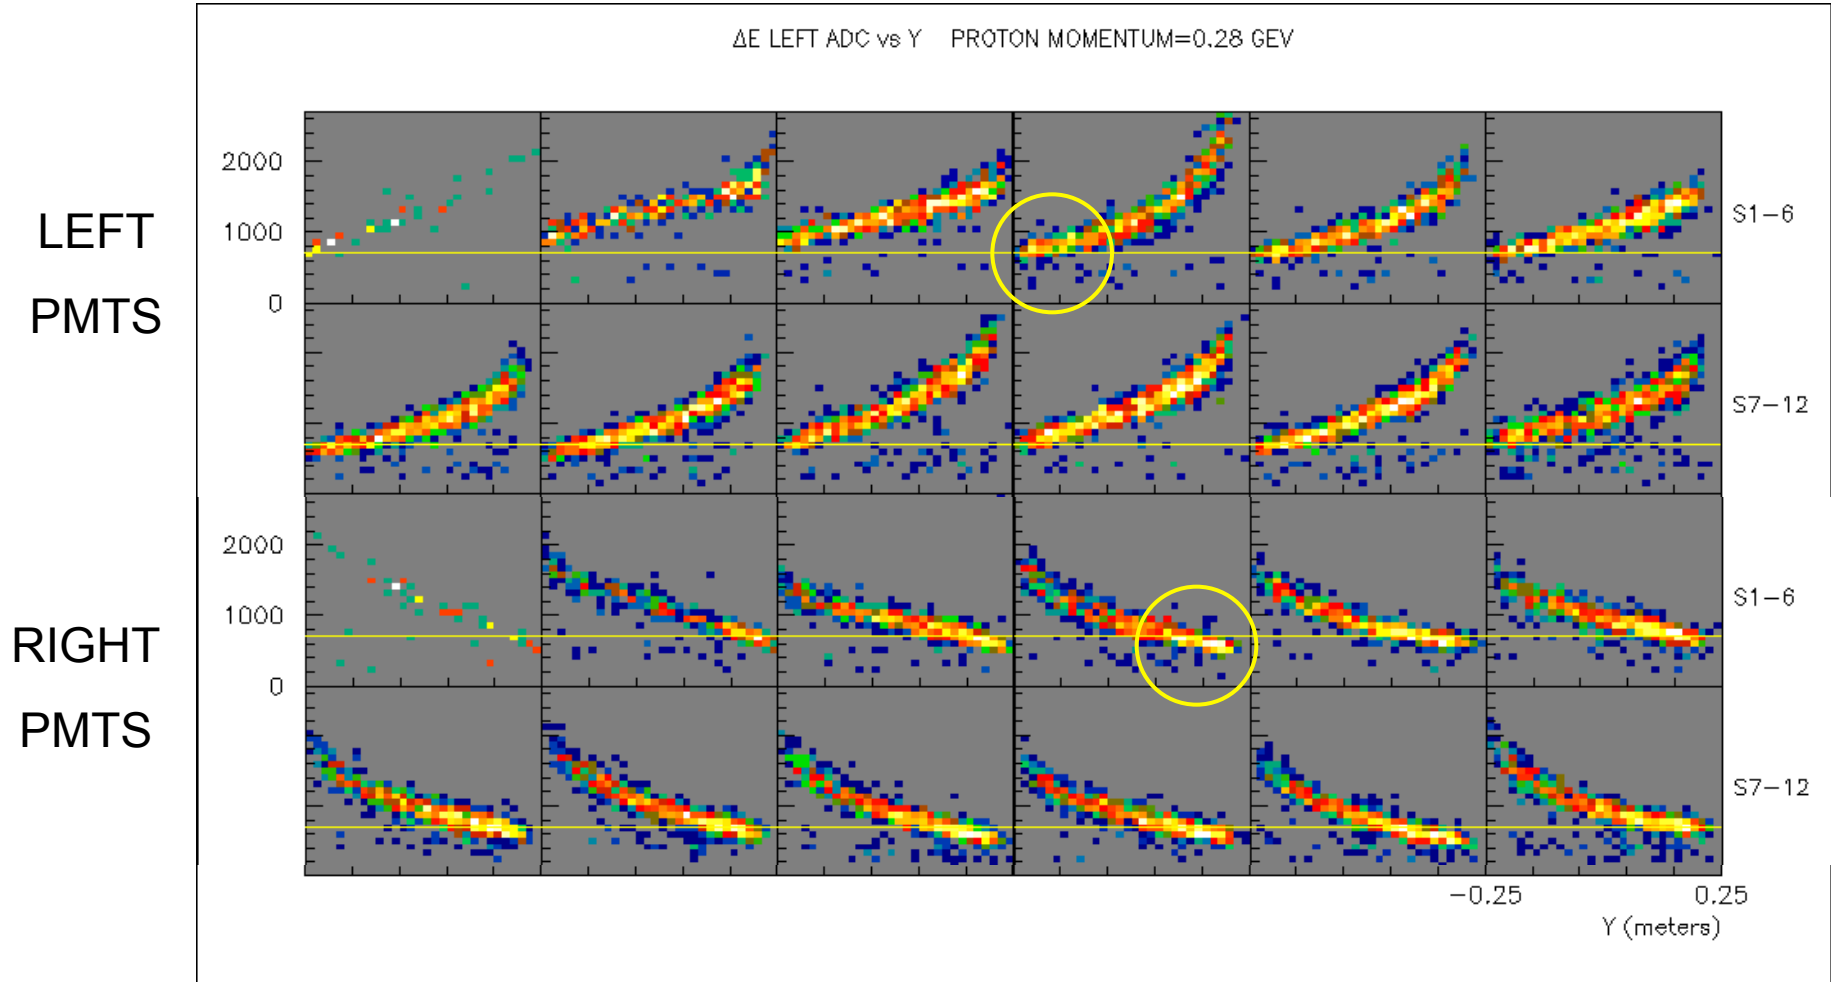 ΔE LEFT ADC vs Y PROTON MOMENTUM=0.28 GEV
LEFT
PMTS
2000
1000
0
S1-6
S7-12
RIGHT
PMTS
2000
1000
0
S1-6
S7-12
-0.25 0.25
Y (meters)